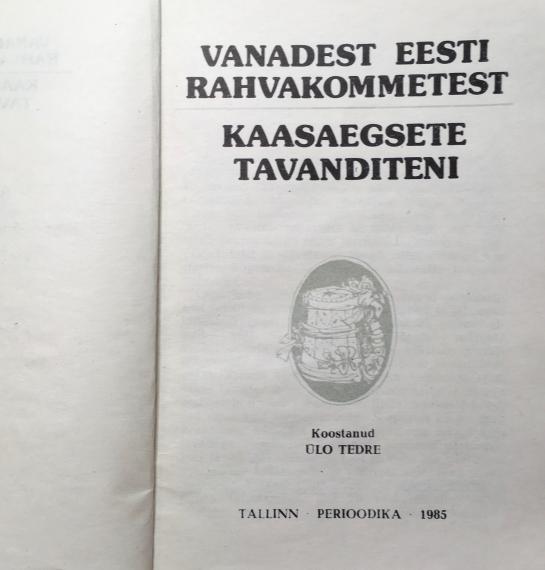 VANADEST EESTI
RAHVAKOMMETEST
KAASAEGSETE
TAVANDITENI
Koostanud
ÜLO TEDRE
TALLINN · PERIOODIKA · 1985